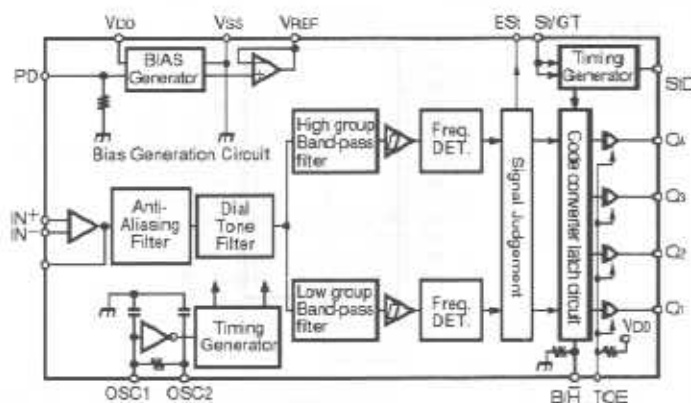 VDD
VSS
VREF
ESt
St/GT
PD
BIAS
Generator
Timing
Generator
StD
Bias Generation Circuit
High group
Band-pass
filter
Freq.
DET.
Signal Judgement
Code converter latch circuit
Q4
Q3
Q2
Q1
IN+
IN−
Anti-
Aliasing
Filter
Dial
Tone
Filter
Low group
Band-pass
filter
Freq.
DET.
Timing
Generator
VDD
OSC1
OSC2
B/H
TOE